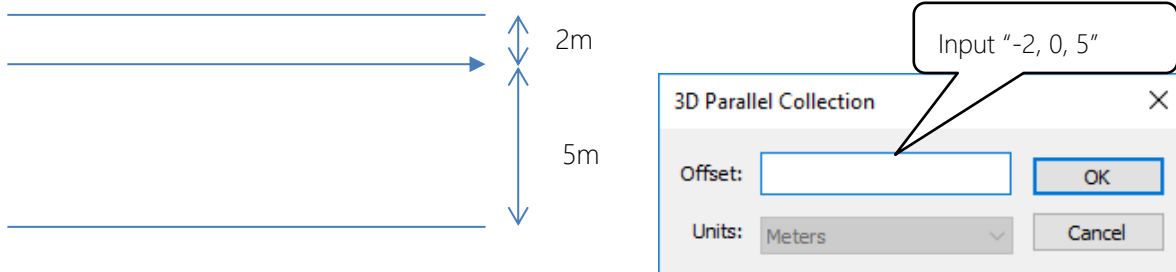 2m
5m
Input “-2, 0, 5”
3D Parallel Collection
Offset:
OK
Units:
Meters
Cancel